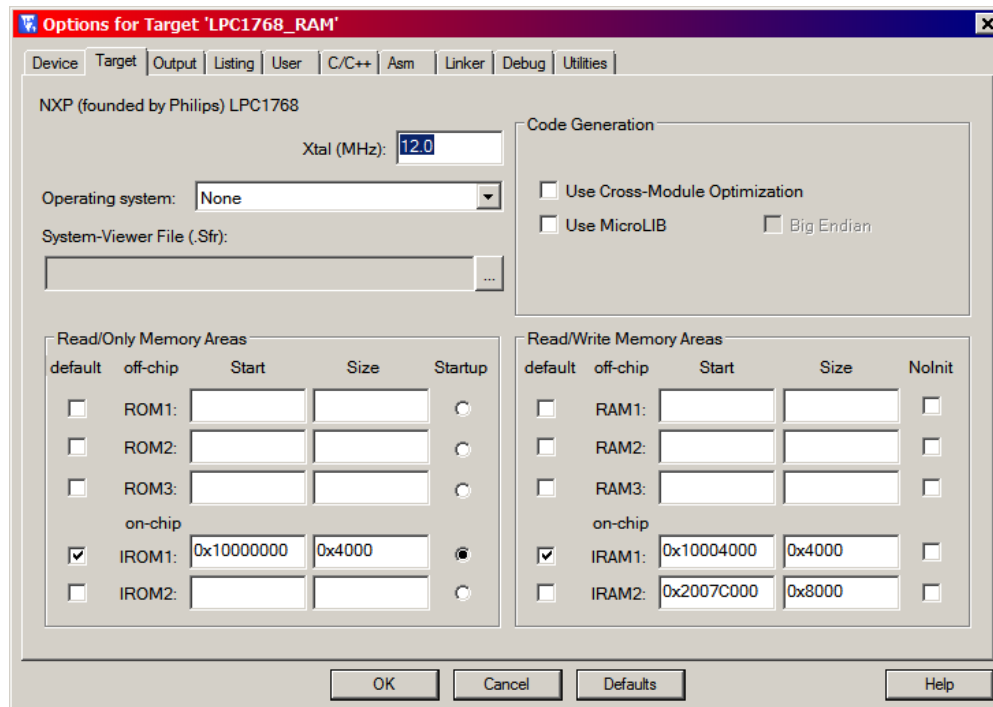 Options for Target 'LPC1768_RAM'
Device Target Output Listing User C/C++ Asm Linker Debug Utilities
NXP (founded by Philips) LPC1768
Xtal (MHz): 12.0
Operating system: None
System-Viewer File (.Sfr):
...
Code Generation
Use Cross-Module Optimization
Use MicroLIB Big Endian
Read/Only Memory Areas
default off-chip Start Size Startup
ROM1:
ROM2:
ROM3:
on-chip
IROM1: 0x10000000 0x4000
IROM2:
Read/Write Memory Areas
default off-chip Start Size NoInit
RAM1:
RAM2:
RAM3:
on-chip
IRAM1: 0x10004000 0x4000
IRAM2: 0x2007C000 0x8000
OK Cancel Defaults Help